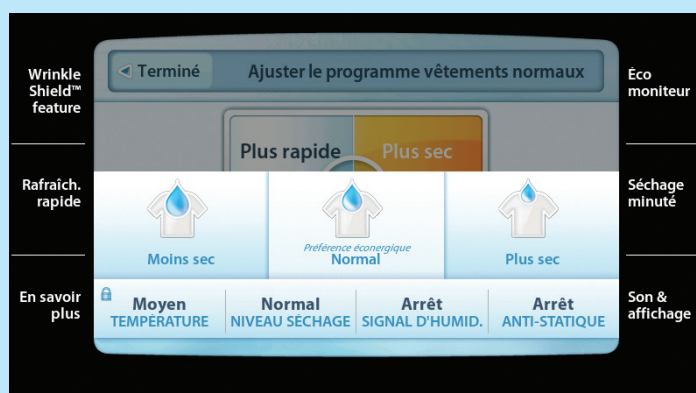 Wrinkle
Shield™
feature
Rafraîch.
rapide
En savoir
plus
Terminé
Ajuster le programme vêtements normaux
Plus rapide
Plus sec
Moins sec
Préférence éconergique
Normal
Plus sec
Moyen
TEMPÉRATURE
Normal
NIVEAU SÉCHAGE
Arrêt
SIGNAL D'HUMID.
Arrêt
ANTI-STATIQUE
Éco
moniteur
Séchage
minuté
Son &
affichage